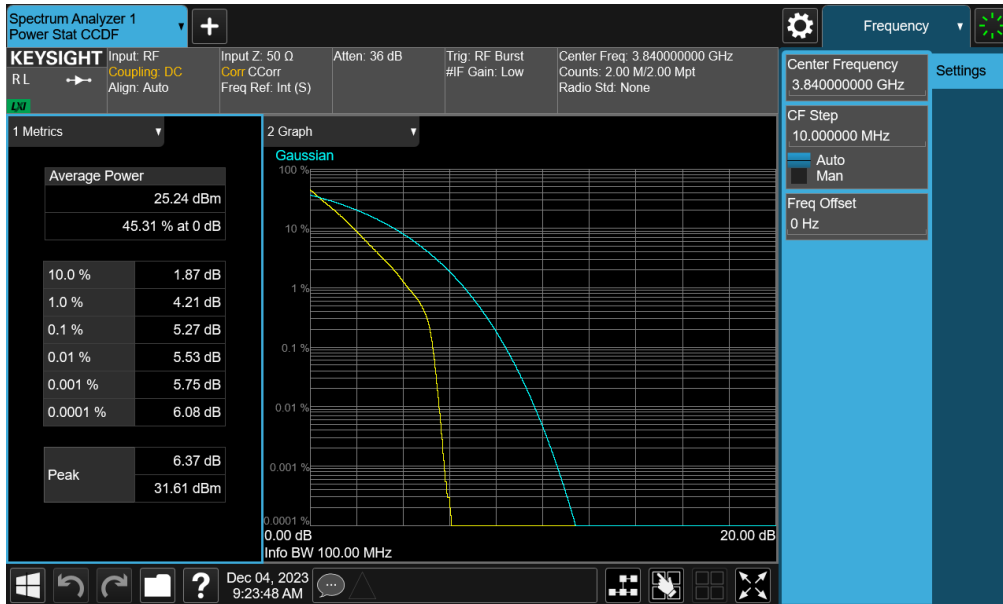 Spectrum Analyzer 1
Power Stat CCDF
Frequency
KEYSIGHT
R L
LXI
Input: RF
Coupling: DC
Align: Auto
Input Z: 50 Ω
Corr CCorr
Freq Ref: Int (S)
Atten: 36 dB
Trig: RF Burst
#IF Gain: Low
Center Freq: 3.840000000 GHz
Counts: 2.00 M/2.00 Mpt
Radio Std: None
Center Frequency
3.840000000 GHz
Settings
CF Step
10.000000 MHz
Auto
Man
Freq Offset
0 Hz
1 Metrics
Average Power
25.24 dBm
45.31 % at 0 dB
10.0 % 1.87 dB
1.0 % 4.21 dB
0.1 % 5.27 dB
0.01 % 5.53 dB
0.001 % 5.75 dB
0.0001 % 6.08 dB
Peak
6.37 dB
31.61 dBm
2 Graph
Gaussian
100 %
10 %
1 %
0.1 %
0.01 %
0.001 %
0.0001 %
0.00 dB 20.00 dB
Info BW 100.00 MHz
?
Dec 04, 2023
9:23:48 AM